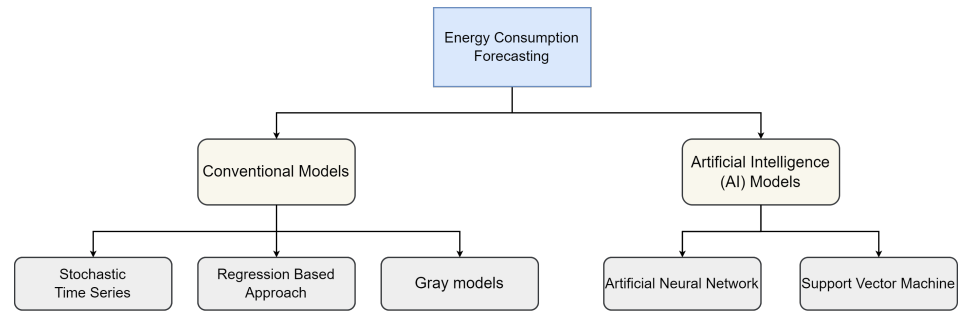 Energy Consumption
Forecasting
Conventional Models
Artificial Intelligence
(AI) Models
Stochastic
Time Series
Regression Based
Approach
Gray models
Artificial Neural Network
Support Vector Machine